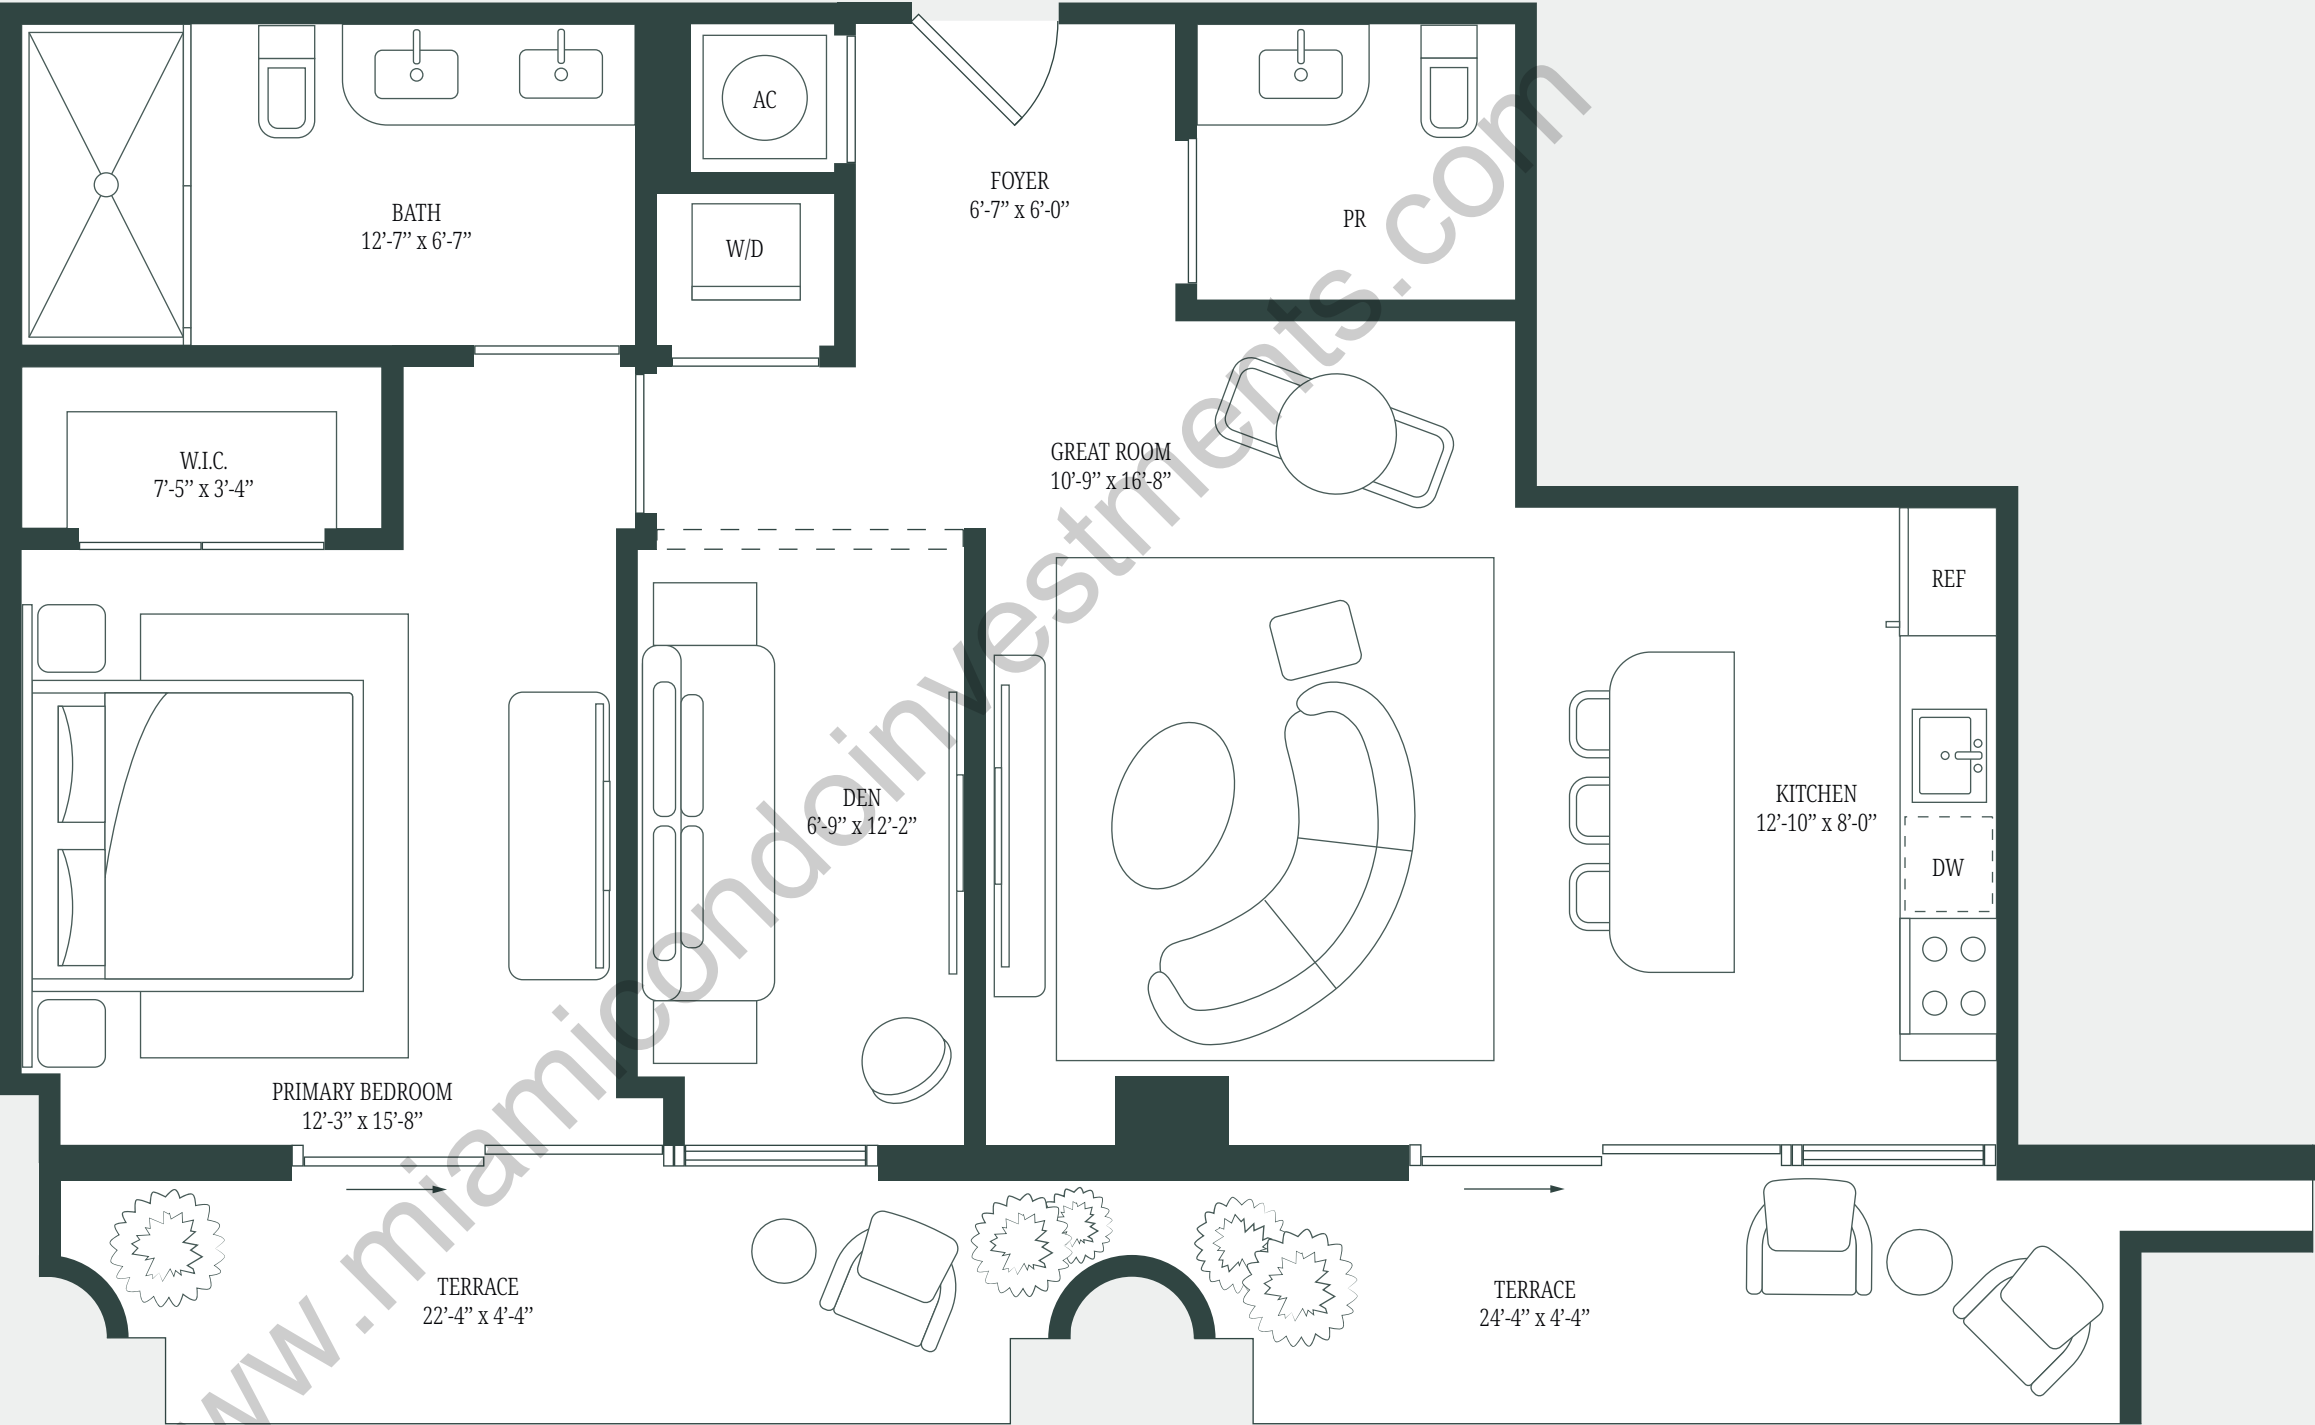 AC
FOYER
6’-7” x 6’-0”
BATH
12’-7” x 6’-7”
W/D
PR
W.I.C.
7’-5” x 3’-4”
GREAT ROOM
10’-9” x 16’-8”
REF
DEN
6’-9” x 12’-2”
KITCHEN
12’-10” x 8’-0”
DW
PRIMARY BEDROOM
12’-3” x 15’-8”
TERRACE
22’-4” x 4’-4”
TERRACE
24’-4” x 4’-4”
www.miamicondoinvestments.com